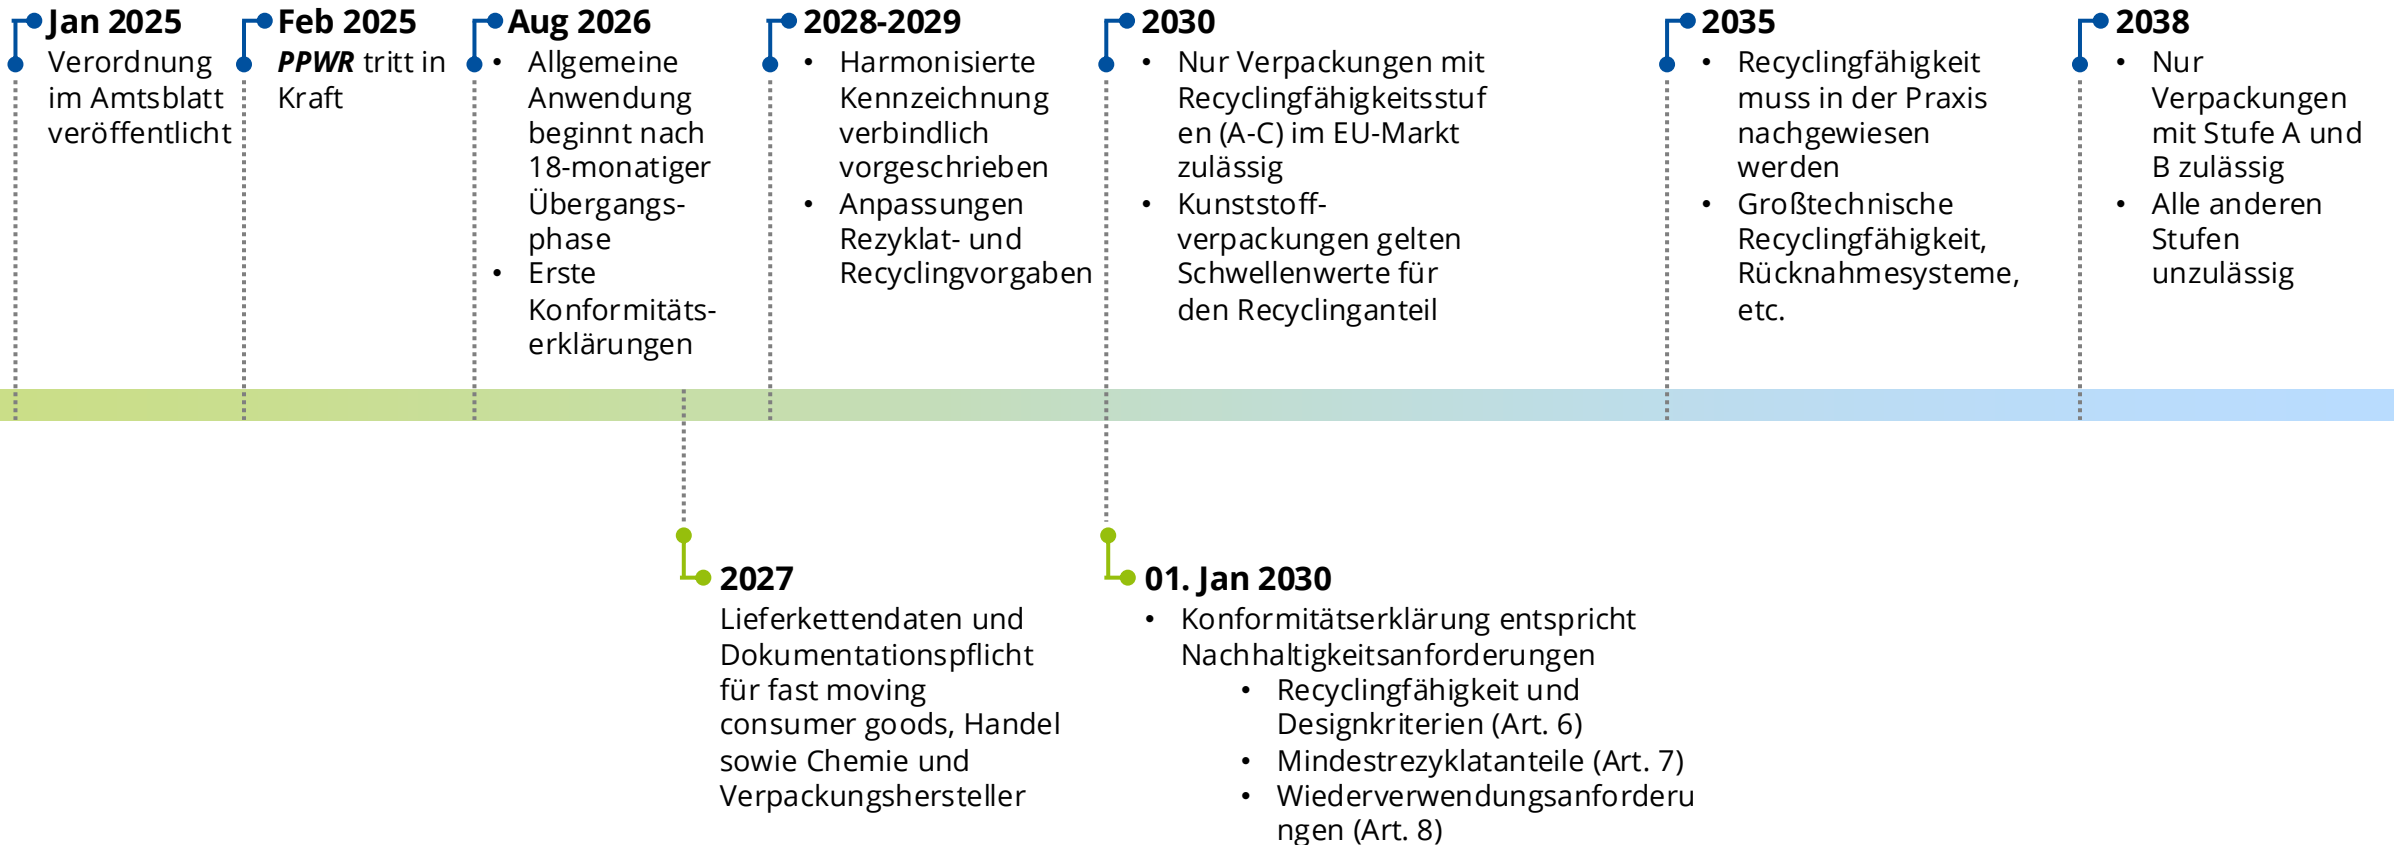 Jan 2025
Verordnung
im Amtsblatt
veröffentlicht
Feb 2025
PPWR tritt in
Kraft
Aug 2026
• Allgemeine
Anwendung
beginnt nach
18-monatiger
Übergangs-
phase
• Erste
Konformitäts-
erklärungen
2028-2029
• Harmonisierte
Kennzeichnung
verbindlich
vorgeschrieben
• Anpassungen
Rezyklat- und
Recyclingvorgaben
2030
• Nur Verpackungen mit
Recyclingfähigkeitsstuf
en (A-C) im EU-Markt
zulässig
• Kunststoff-
verpackungen gelten
Schwellenwerte für
den Recyclinganteil
2035
• Recyclingfähigkeit
muss in der Praxis
nachgewiesen
werden
• Großtechnische
Recyclingfähigkeit,
Rücknahmesysteme,
etc.
2038
• Nur
Verpackungen
mit Stufe A und
B zulässig
• Alle anderen
Stufen
unzulässig
2027
Lieferkettendaten und
Dokumentationspflicht
für fast moving
consumer goods, Handel
sowie Chemie und
Verpackungshersteller
01. Jan 2030
• Konformitätserklärung entspricht
Nachhaltigkeitsanforderungen
• Recyclingfähigkeit und
Designkriterien (Art. 6)
• Mindestrezyklatanteile (Art. 7)
• Wiederverwendungsanforderu
ngen (Art. 8)